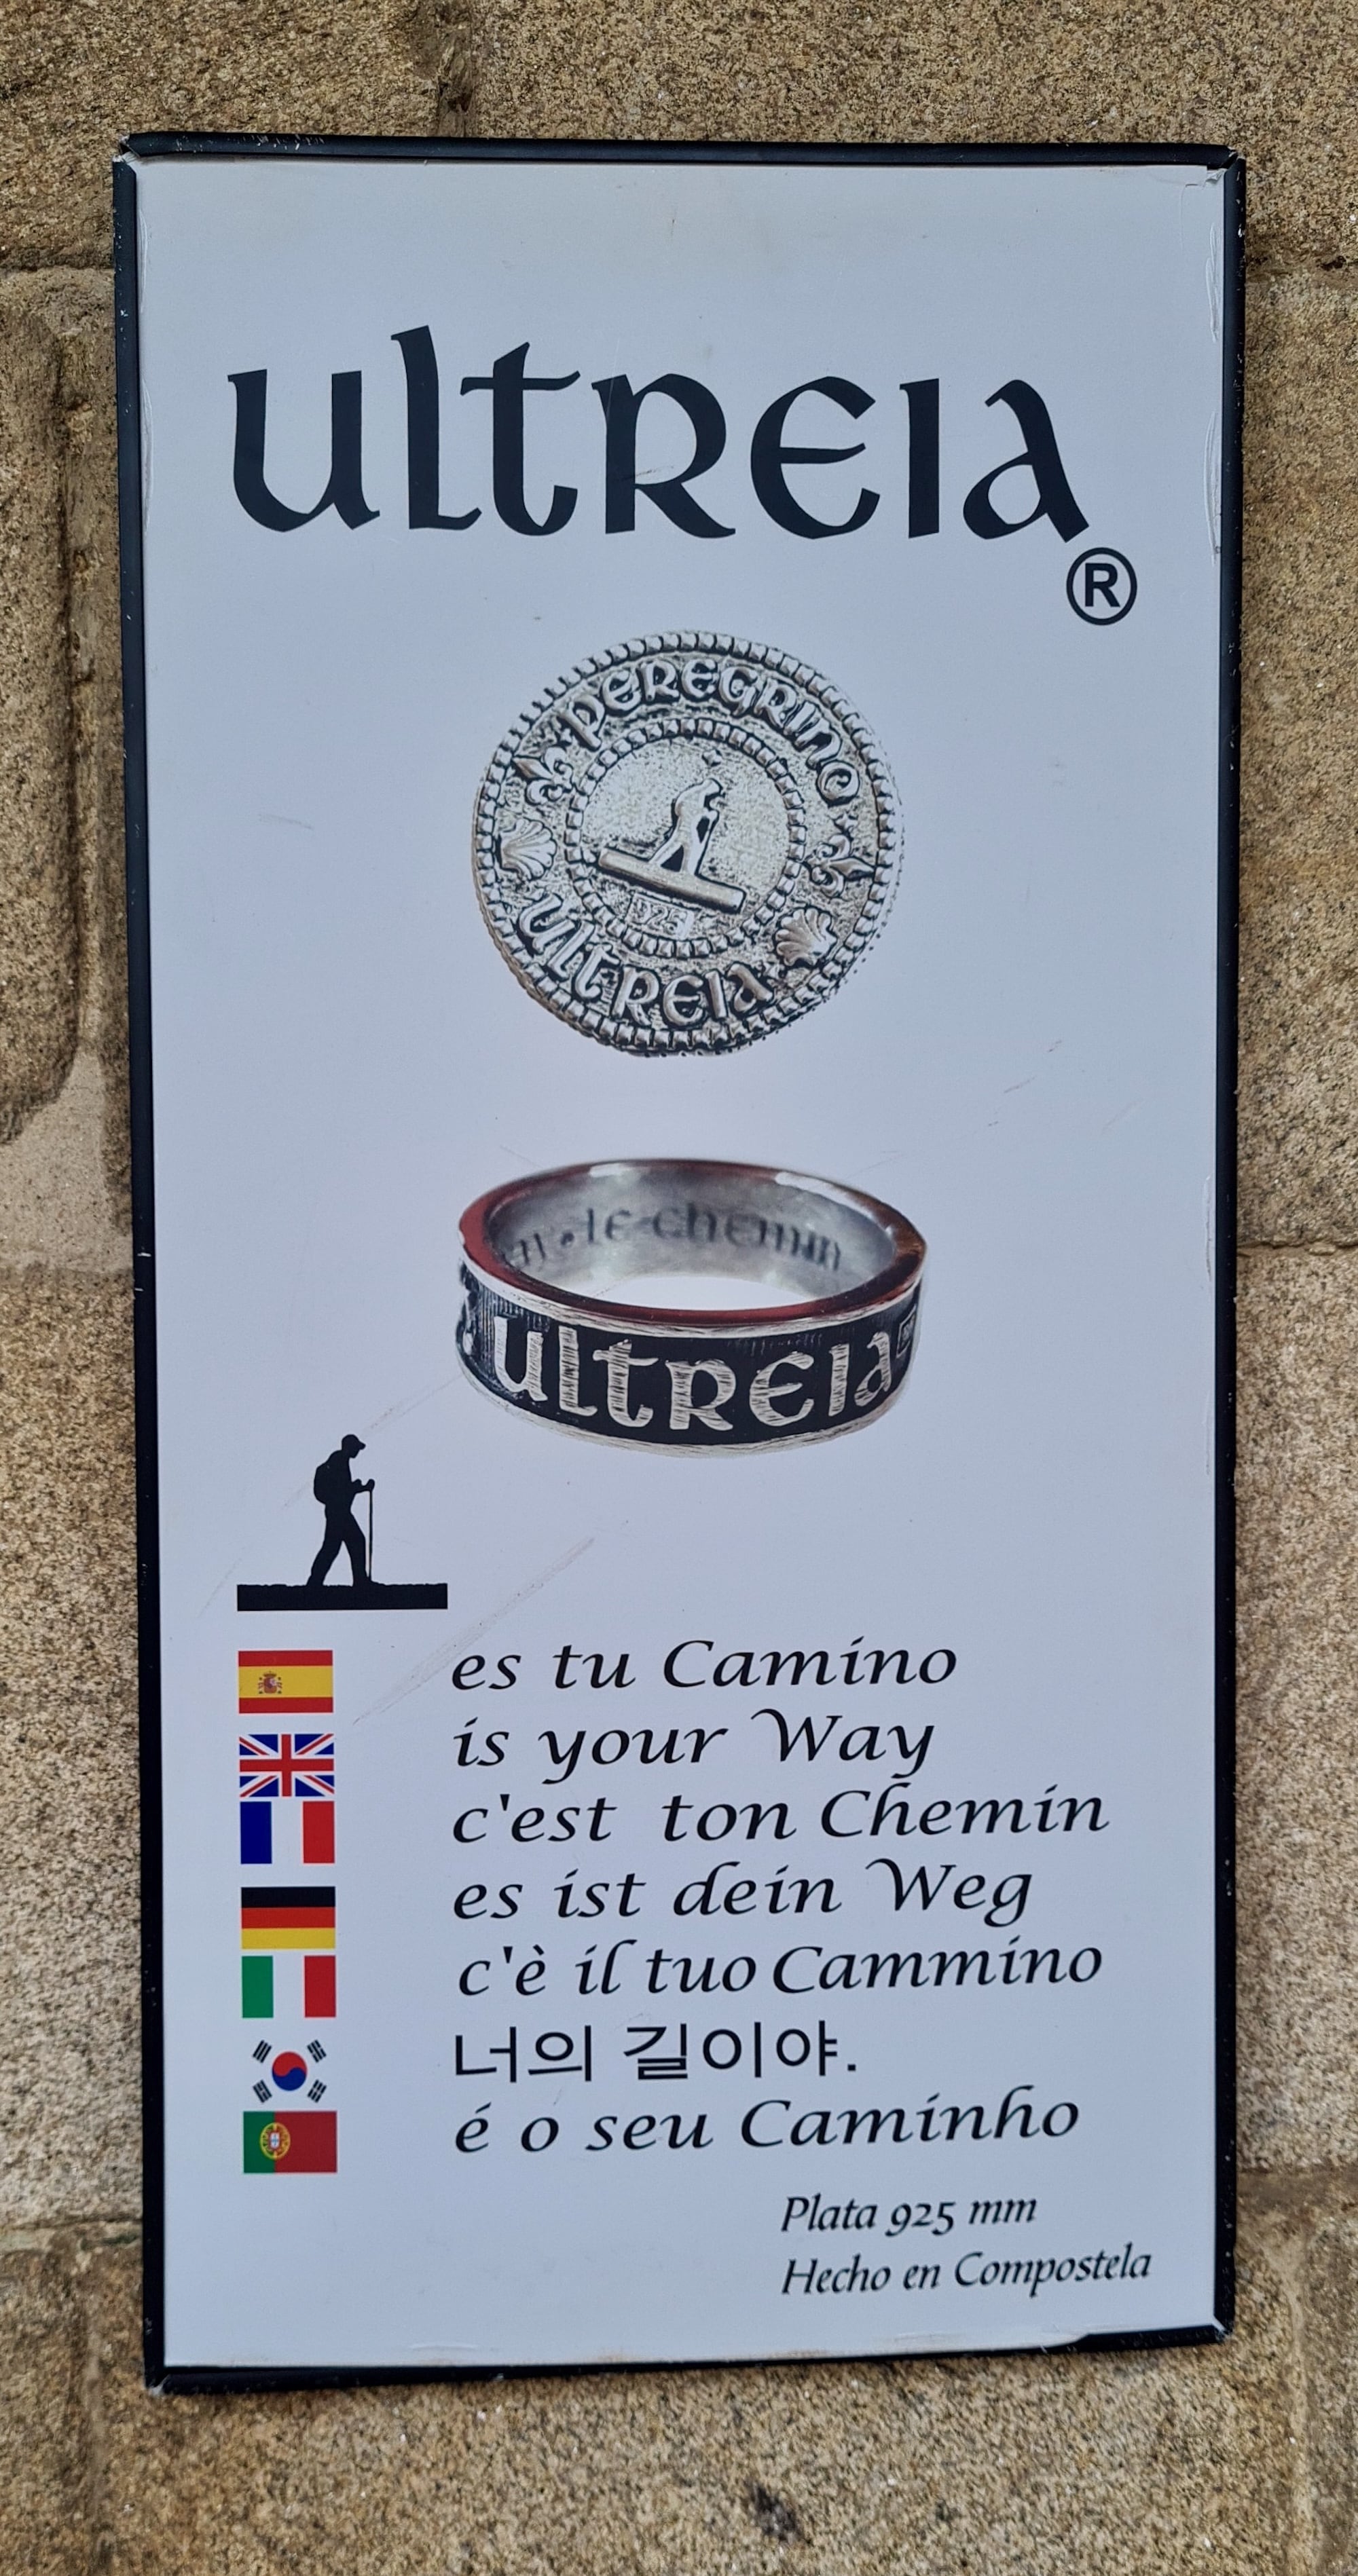 ultreia
®
PEREGRINO
925
ultreia
le chemin
ultreia
es tu Camino
is your Way
c'est ton Chemin
es ist dein Weg
c'è il tuo Cammino
너의 길이야.
é o seu Caminho
Plata 925 mm
Hecho en Compostela